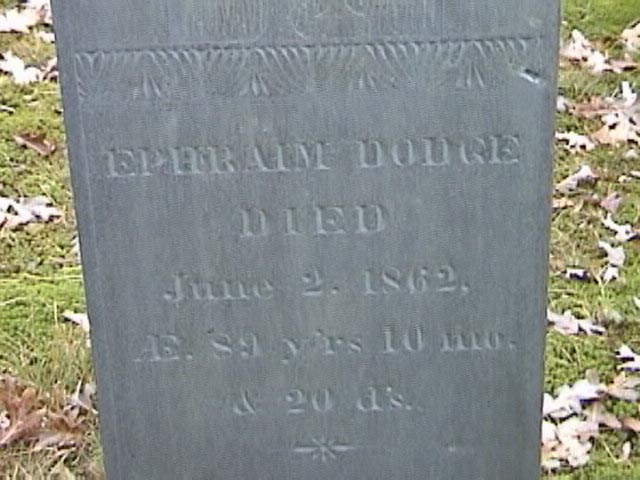 EPHRAIM DODGE
DIED
June 2. 1862,
Æ. 89 y'rs 10 mo.
& 20 d's.